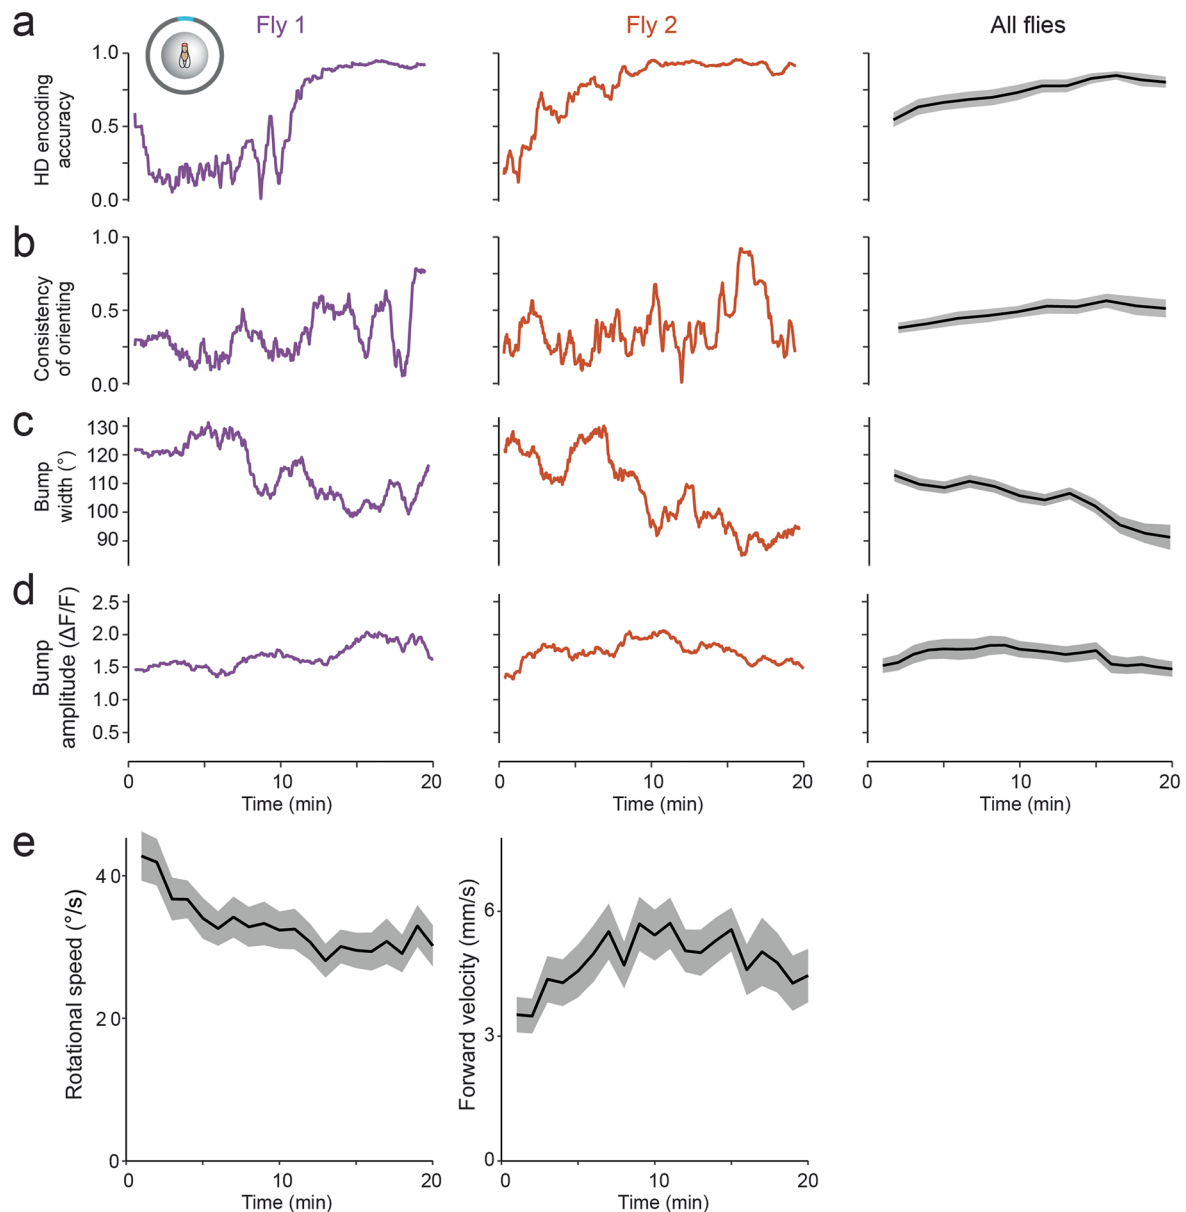 a
Fly 1
Fly 2
All flies
HD encoding
accuracy
1.0
0.5
0.0
b
Consistency
of orienting
1.0
0.5
0.0
c
Bump
width (°)
130
120
110
100
90
d
Bump
amplitude (ΔF/F)
2.5
2.0
1.5
1.0
0.5
0
10
20
Time (min)
0
10
20
Time (min)
0
10
20
Time (min)
e
Rotational speed (°/s)
40
20
0
0
10
20
Time (min)
Forward velocity (mm/s)
6
3
0
0
10
20
Time (min)